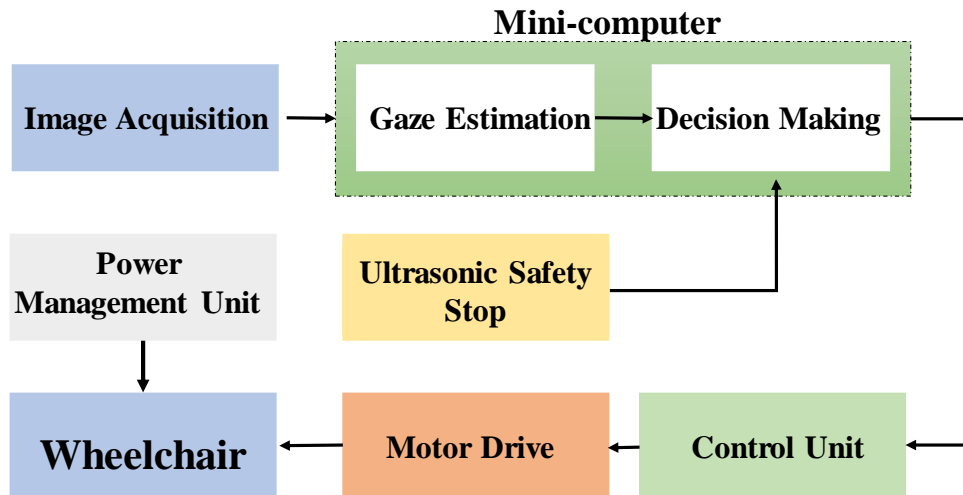 Mini-computer
Image Acquisition
Gaze Estimation
Decision Making
Power
Management Unit
Ultrasonic Safety
Stop
Wheelchair
Motor Drive
Control Unit